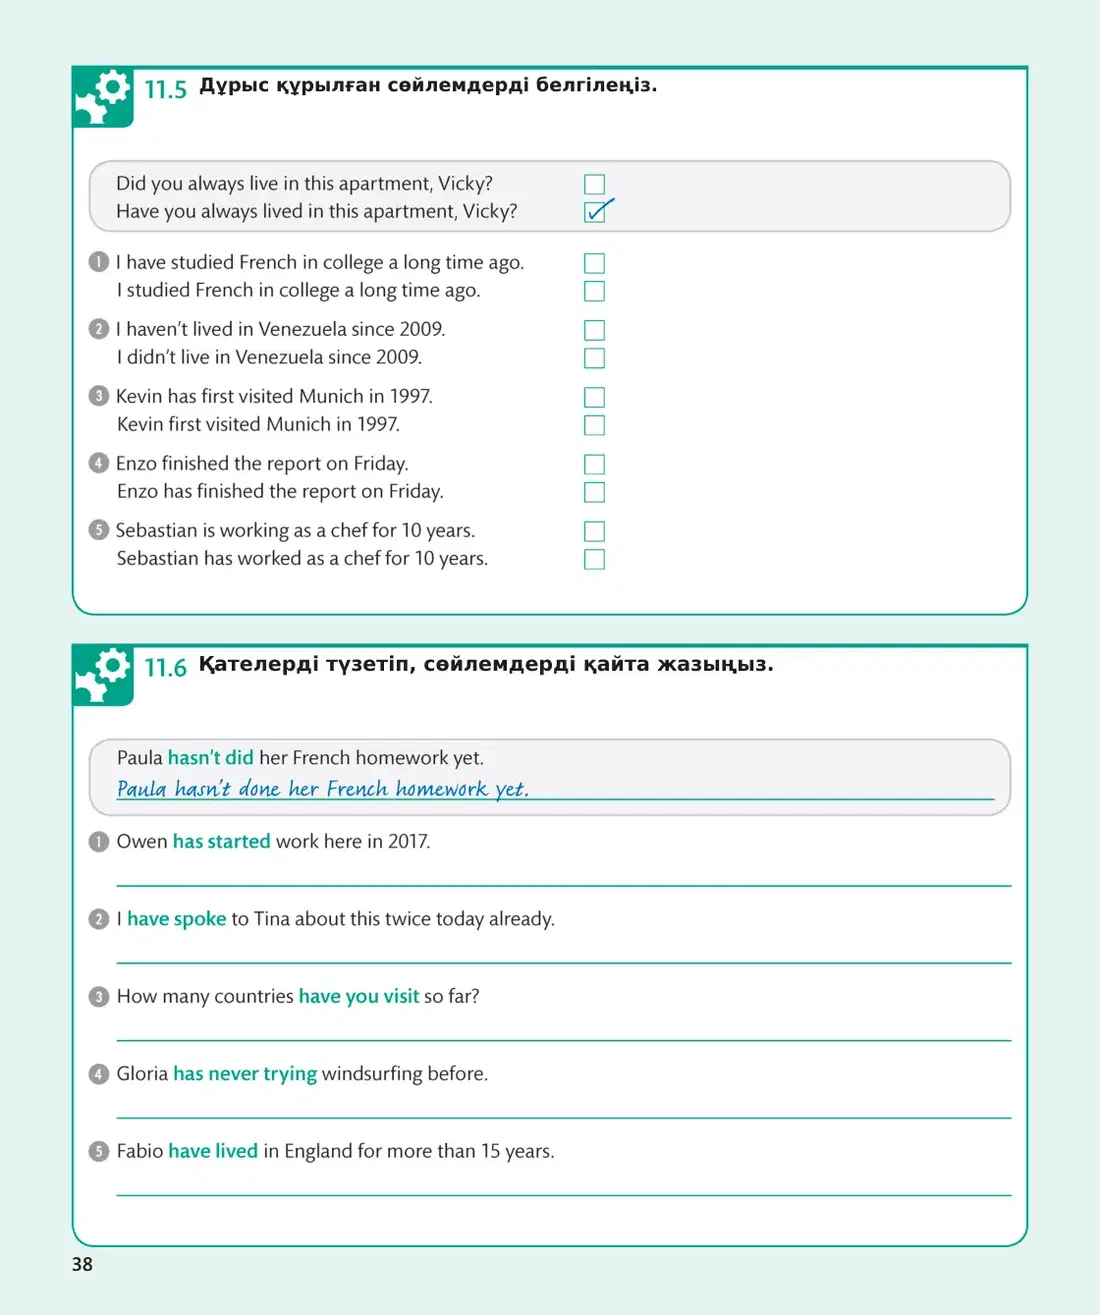 11.5 Дұрыс құрылған сөйлемдерді белгілеңіз.
Did you always live in this apartment, Vicky?
Have you always lived in this apartment, Vicky?
1 I have studied French in college a long time ago.
I studied French in college a long time ago.
2 I haven't lived in Venezuela since 2009.
I didn't live in Venezuela since 2009.
3 Kevin has first visited Munich in 1997.
Kevin first visited Munich in 1997.
4 Enzo finished the report on Friday.
Enzo has finished the report on Friday.
5 Sebastian is working as a chef for 10 years.
Sebastian has worked as a chef for 10 years.
11.6 Қателерді түзетіп, сөйлемдерді қайта жазыңыз.
Paula hasn't did her French homework yet.
Paula hasn't done her French homework yet.
1 Owen has started work here in 2017.
2 I have spoke to Tina about this twice today already.
3 How many countries have you visit so far?
4 Gloria has never trying windsurfing before.
5 Fabio have lived in England for more than 15 years.
38